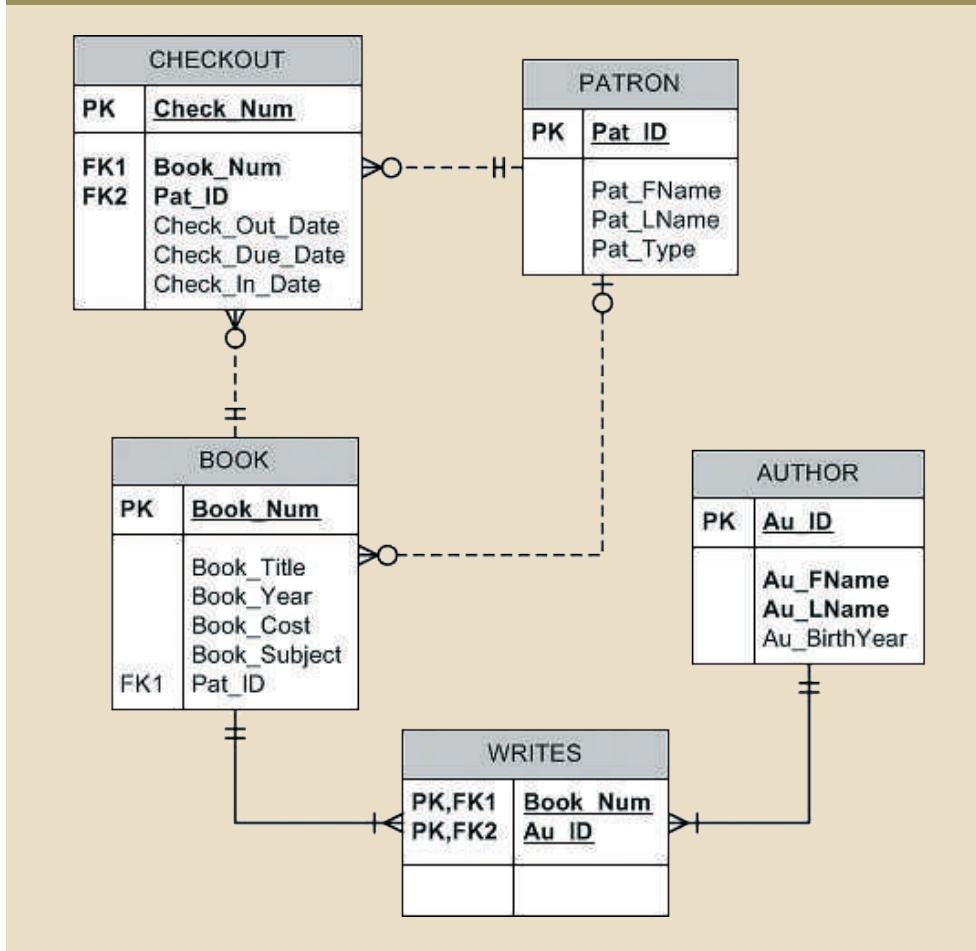 CHECKOUT
PK Check_Num
FK1 Book_Num
FK2 Pat_ID
Check_Out_Date
Check_Due_Date
Check_In_Date
PATRON
PK Pat_ID
Pat_FName
Pat_LName
Pat_Type
BOOK
PK Book_Num
Book_Title
Book_Year
Book_Cost
Book_Subject
FK1 Pat_ID
AUTHOR
PK Au_ID
Au_FName
Au_LName
Au_BirthYear
WRITES
PK,FK1 Book_Num
PK,FK2 Au_ID